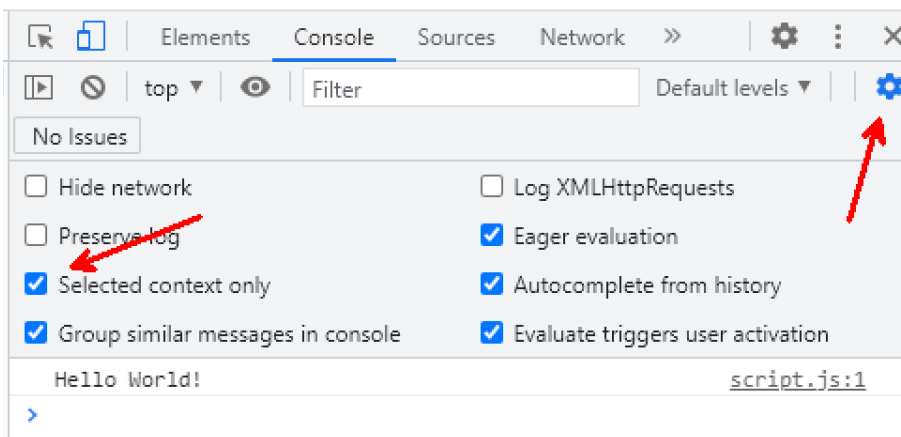 Elements Console Sources Network »
top ▼ Filter Default levels ▼
No Issues
Hide network Log XMLHttpRequests
Preserve log Eager evaluation
Selected context only Autocomplete from history
Group similar messages in console Evaluate triggers user activation
Hello World! script.js:1
>